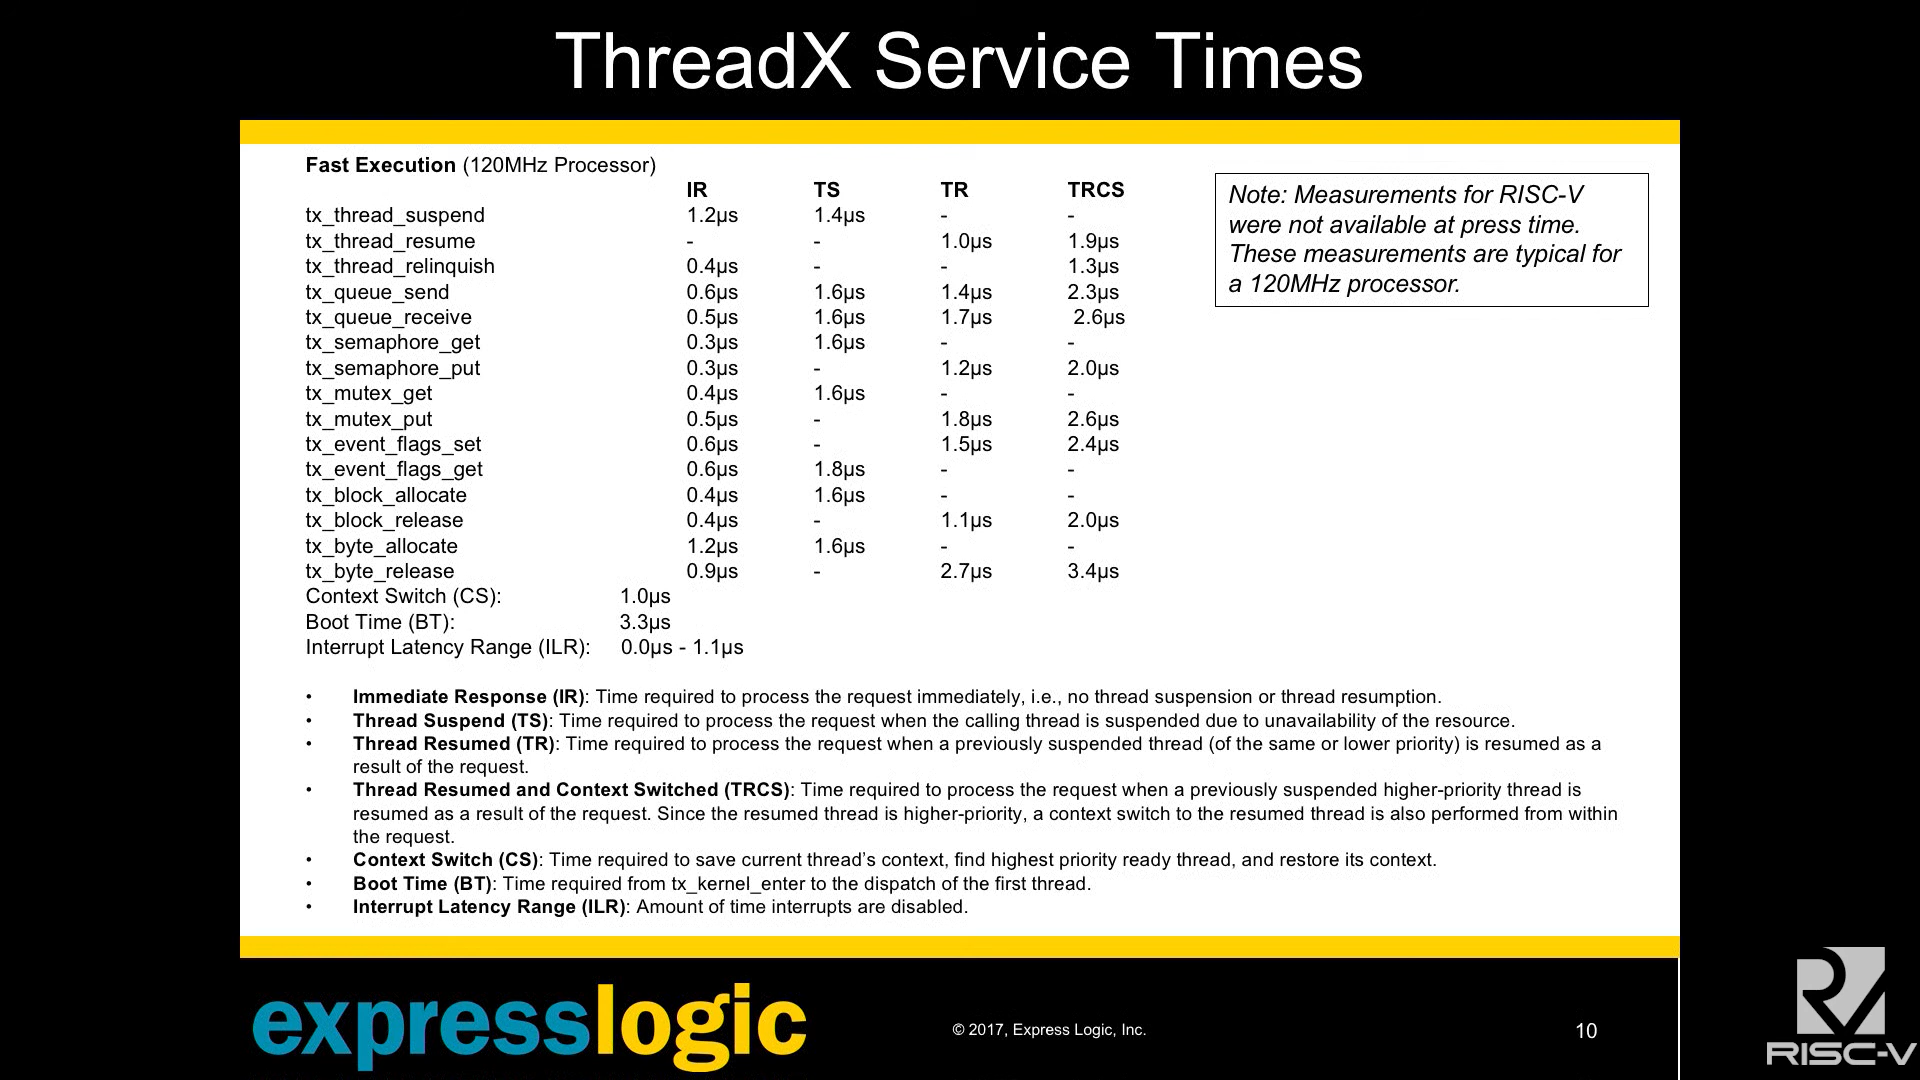 ThreadX Service Times
Fast Execution (120MHz Processor)
IR TS TR TRCS
tx_thread_suspend 1.2µs 1.4µs - -
tx_thread_resume - - 1.0µs 1.9µs
tx_thread_relinquish 0.4µs - - 1.3µs
tx_queue_send 0.6µs 1.6µs 1.4µs 2.3µs
tx_queue_receive 0.5µs 1.6µs 1.7µs 2.6µs
tx_semaphore_get 0.3µs 1.6µs - -
tx_semaphore_put 0.3µs - 1.2µs 2.0µs
tx_mutex_get 0.4µs 1.6µs - -
tx_mutex_put 0.5µs - 1.8µs 2.6µs
tx_event_flags_set 0.6µs - 1.5µs 2.4µs
tx_event_flags_get 0.6µs 1.8µs - -
tx_block_allocate 0.4µs 1.6µs - -
tx_block_release 0.4µs - 1.1µs 2.0µs
tx_byte_allocate 1.2µs 1.6µs - -
tx_byte_release 0.9µs - 2.7µs 3.4µs
Context Switch (CS): 1.0µs
Boot Time (BT): 3.3µs
Interrupt Latency Range (ILR): 0.0µs - 1.1µs
Note: Measurements for RISC-V
were not available at press time.
These measurements are typical for
a 120MHz processor.
• Immediate Response (IR): Time required to process the request immediately, i.e., no thread suspension or thread resumption.
• Thread Suspend (TS): Time required to process the request when the calling thread is suspended due to unavailability of the resource.
• Thread Resumed (TR): Time required to process the request when a previously suspended thread (of the same or lower priority) is resumed as a
result of the request.
• Thread Resumed and Context Switched (TRCS): Time required to process the request when a previously suspended higher-priority thread is
resumed as a result of the request. Since the resumed thread is higher-priority, a context switch to the resumed thread is also performed from within
the request.
• Context Switch (CS): Time required to save current thread’s context, find highest priority ready thread, and restore its context.
• Boot Time (BT): Time required from tx_kernel_enter to the dispatch of the first thread.
• Interrupt Latency Range (ILR): Amount of time interrupts are disabled.
expresslogic
© 2017, Express Logic, Inc.
10
RISC-V